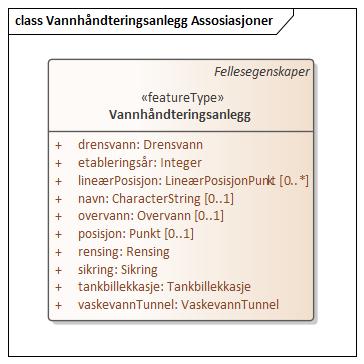 class Vannhåndteringsanlegg Assosiasjoner
Fellesegenskaper
«featureType»
Vannhåndteringsanlegg
+ drensvann: Drensvann
+ etableringsår: Integer
+ lineærPosisjon: LineærPosisjonPunkt [0..*]
+ navn: CharacterString [0..1]
+ overvann: Overvann [0..1]
+ posisjon: Punkt [0..1]
+ rensing: Rensing
+ sikring: Sikring
+ tankbillekkasje: Tankbillekkasje
+ vaskevannTunnel: VaskevannTunnel